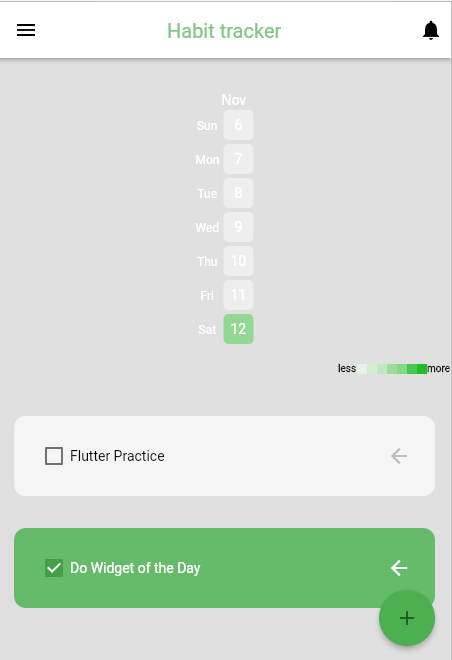 Habit tracker
Nov
Sun 6
Mon 7
Tue 8
Wed 9
Thu 10
Fri 11
Sat 12
less more
Flutter Practice
Do Widget of the Day